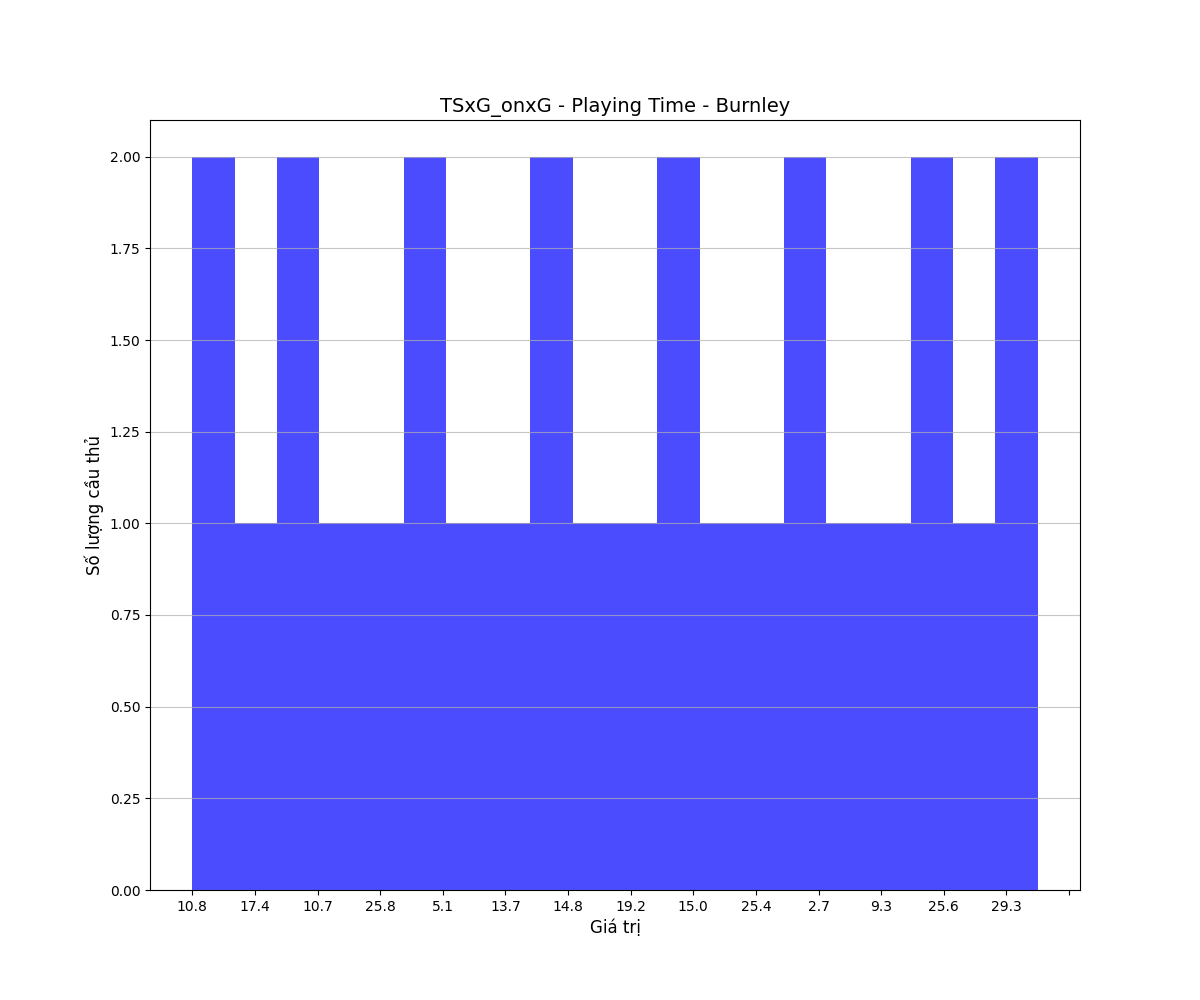 TSxG_onxG - Playing Time - Burnley
Số lượng cầu thủ
2.00
1.75
1.50
1.25
1.00
0.75
0.50
0.25
0.00
10.8 17.4 10.7 25.8 5.1 13.7 14.8 19.2 15.0 25.4 2.7 9.3 25.6 29.3
Giá trị